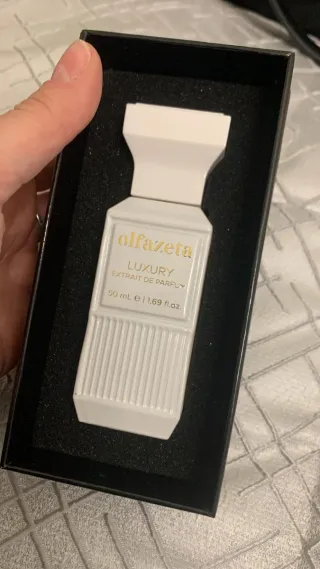 olfazeta
LUXURY
EXTRAIT DE PARFUM
50 mL e | 1.69 fl oz.